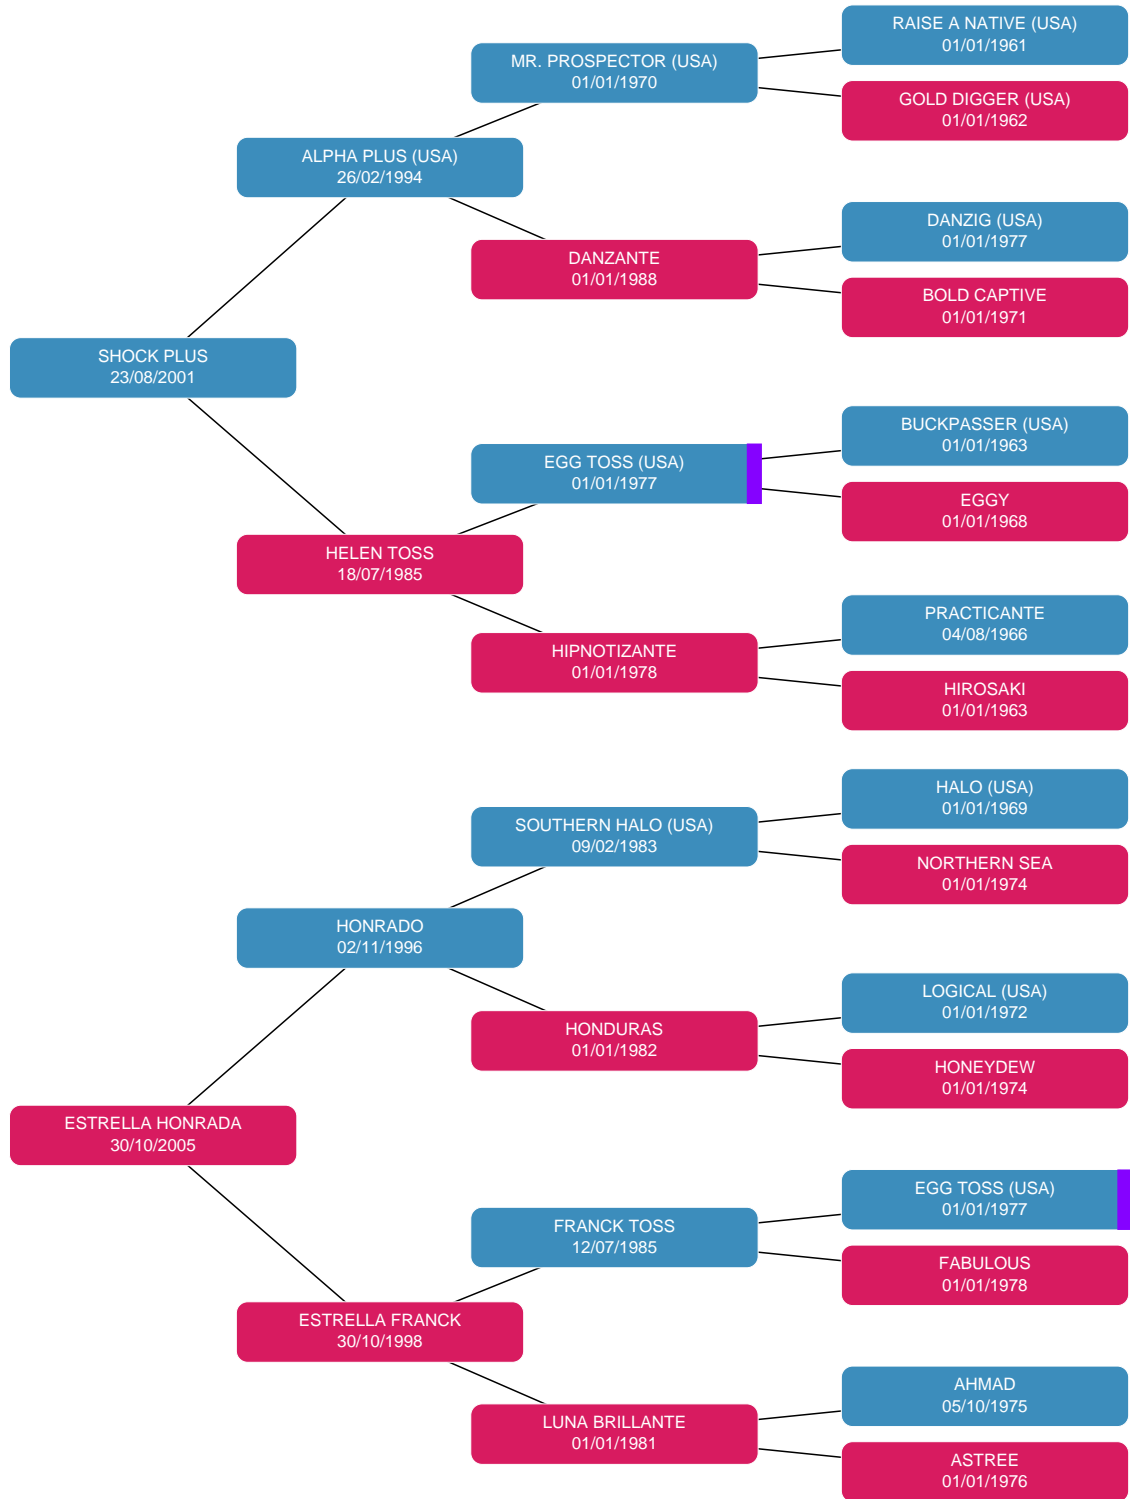 RAISE A NATIVE (USA)
01/01/1961
MR. PROSPECTOR (USA)
01/01/1970
GOLD DIGGER (USA)
01/01/1962
ALPHA PLUS (USA)
26/02/1994
DANZIG (USA)
01/01/1977
DANZANTE
01/01/1988
BOLD CAPTIVE
01/01/1971
SHOCK PLUS
23/08/2001
BUCKPASSER (USA)
01/01/1963
EGG TOSS (USA)
01/01/1977
EGGY
01/01/1968
HELEN TOSS
18/07/1985
PRACTICANTE
04/08/1966
HIPNOTIZANTE
01/01/1978
HIROSAKI
01/01/1963
HALO (USA)
01/01/1969
SOUTHERN HALO (USA)
09/02/1983
NORTHERN SEA
01/01/1974
HONRADO
02/11/1996
LOGICAL (USA)
01/01/1972
HONDURAS
01/01/1982
HONEYDEW
01/01/1974
ESTRELLA HONRADA
30/10/2005
EGG TOSS (USA)
01/01/1977
FRANCK TOSS
12/07/1985
FABULOUS
01/01/1978
ESTRELLA FRANCK
30/10/1998
AHMAD
05/10/1975
LUNA BRILLANTE
01/01/1981
ASTREE
01/01/1976